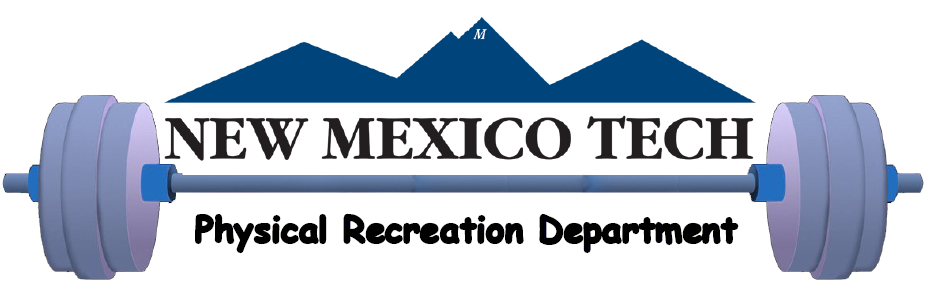 M
NEW MEXICO TECH
Physical Recreation Department